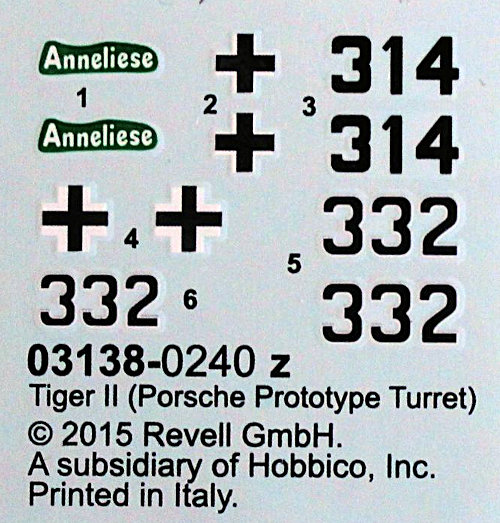 Anneliese 314
1 2 3
Anneliese 314
4 332
5
332 6 332
03138-0240 z
Tiger II (Porsche Prototype Turret)
© 2015 Revell GmbH.
A subsidiary of Hobbico, Inc.
Printed in Italy.